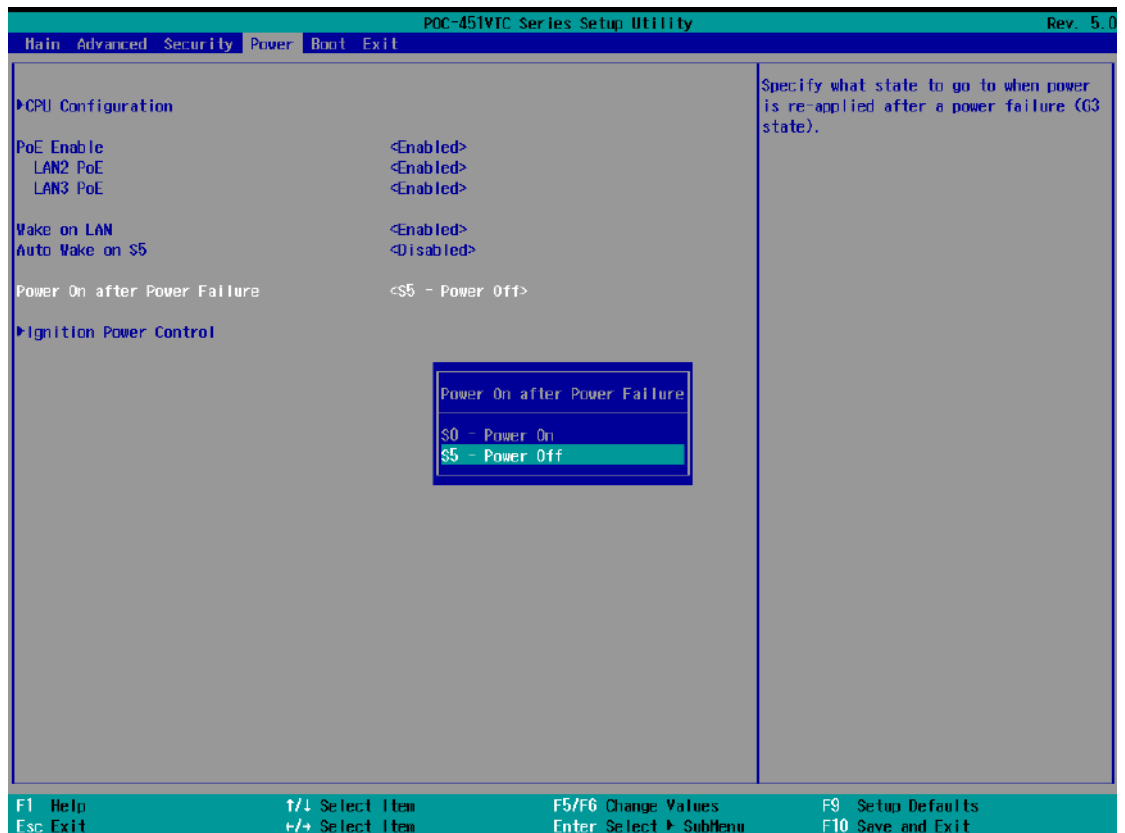 POC-451VTC Series Setup Utility Rev. 5.0
Main Advanced Security Power Boot Exit
▶CPU Configuration
PoE Enable <Enabled>
LAN2 PoE <Enabled>
LAN3 PoE <Enabled>
Wake on LAN <Enabled>
Auto Wake on S5 <Disabled>
Power On after Power Failure <S5 - Power Off>
▶Ignition Power Control
Specify what state to go to when power
is re-applied after a power failure (G3
state).
Power On after Power Failure
S0 - Power On
S5 - Power Off
F1 Help ↑/↓ Select Item F5/F6 Change Values F9 Setup Defaults
Esc Exit ←/→ Select Item Enter Select ▶ SubMenu F10 Save and Exit